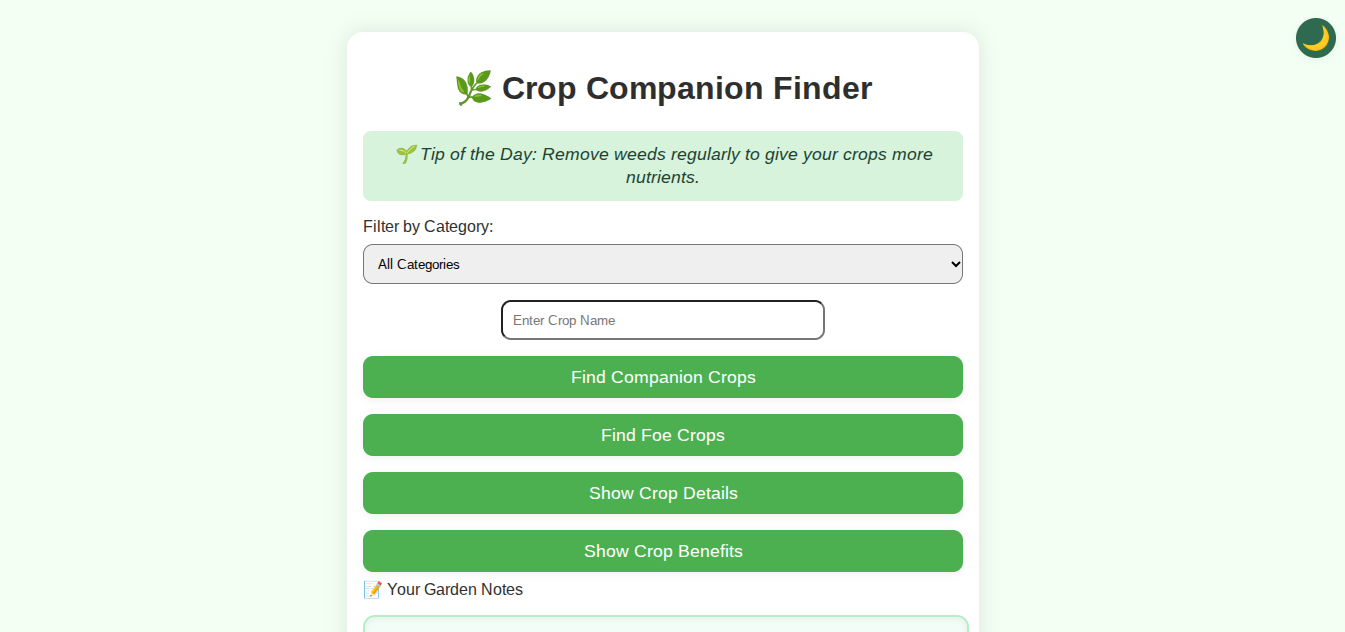 Crop Companion Finder
Tip of the Day: Remove weeds regularly to give your crops more
nutrients.
Filter by Category:
All Categories
Enter Crop Name
Find Companion Crops
Find Foe Crops
Show Crop Details
Show Crop Benefits
Your Garden Notes